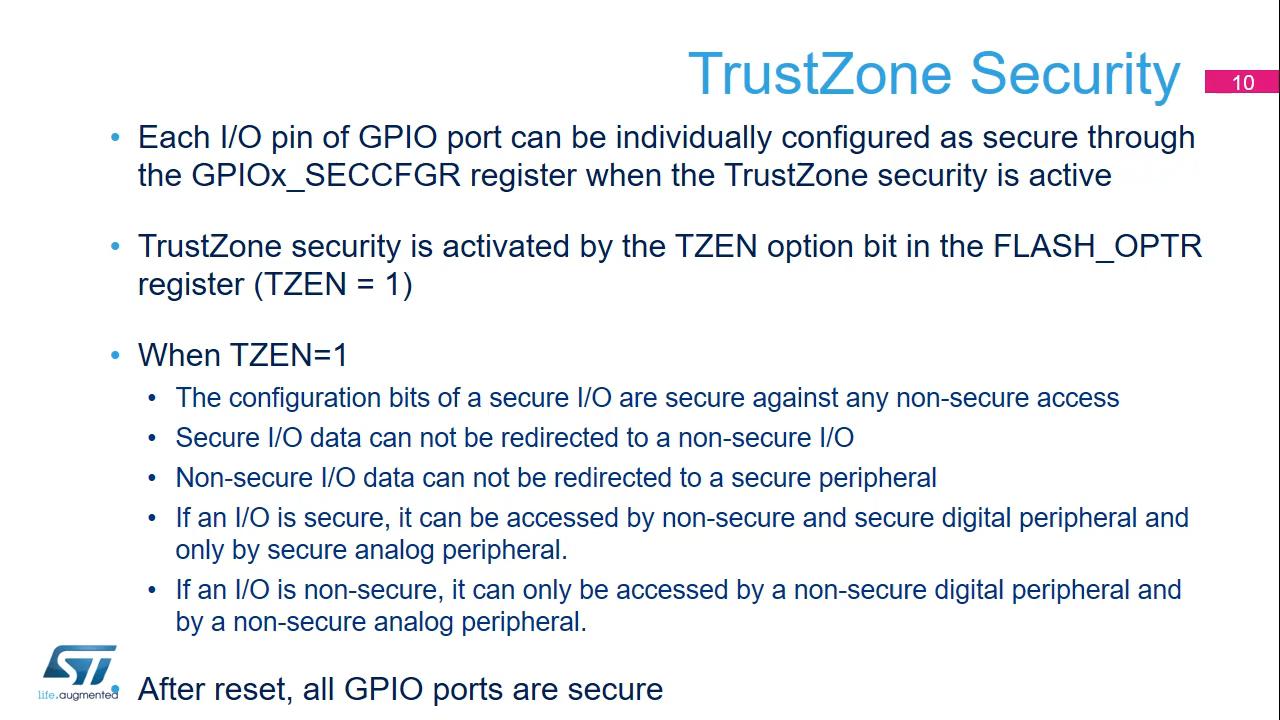 TrustZone Security
10
• Each I/O pin of GPIO port can be individually configured as secure through
the GPIOx_SECCFGR register when the TrustZone security is active
• TrustZone security is activated by the TZEN option bit in the FLASH_OPTR
register (TZEN = 1)
• When TZEN=1
• The configuration bits of a secure I/O are secure against any non-secure access
• Secure I/O data can not be redirected to a non-secure I/O
• Non-secure I/O data can not be redirected to a secure peripheral
• If an I/O is secure, it can be accessed by non-secure and secure digital peripheral and
only by secure analog peripheral.
• If an I/O is non-secure, it can only be accessed by a non-secure digital peripheral and
by a non-secure analog peripheral.
• After reset, all GPIO ports are secure
ST
life.augmented